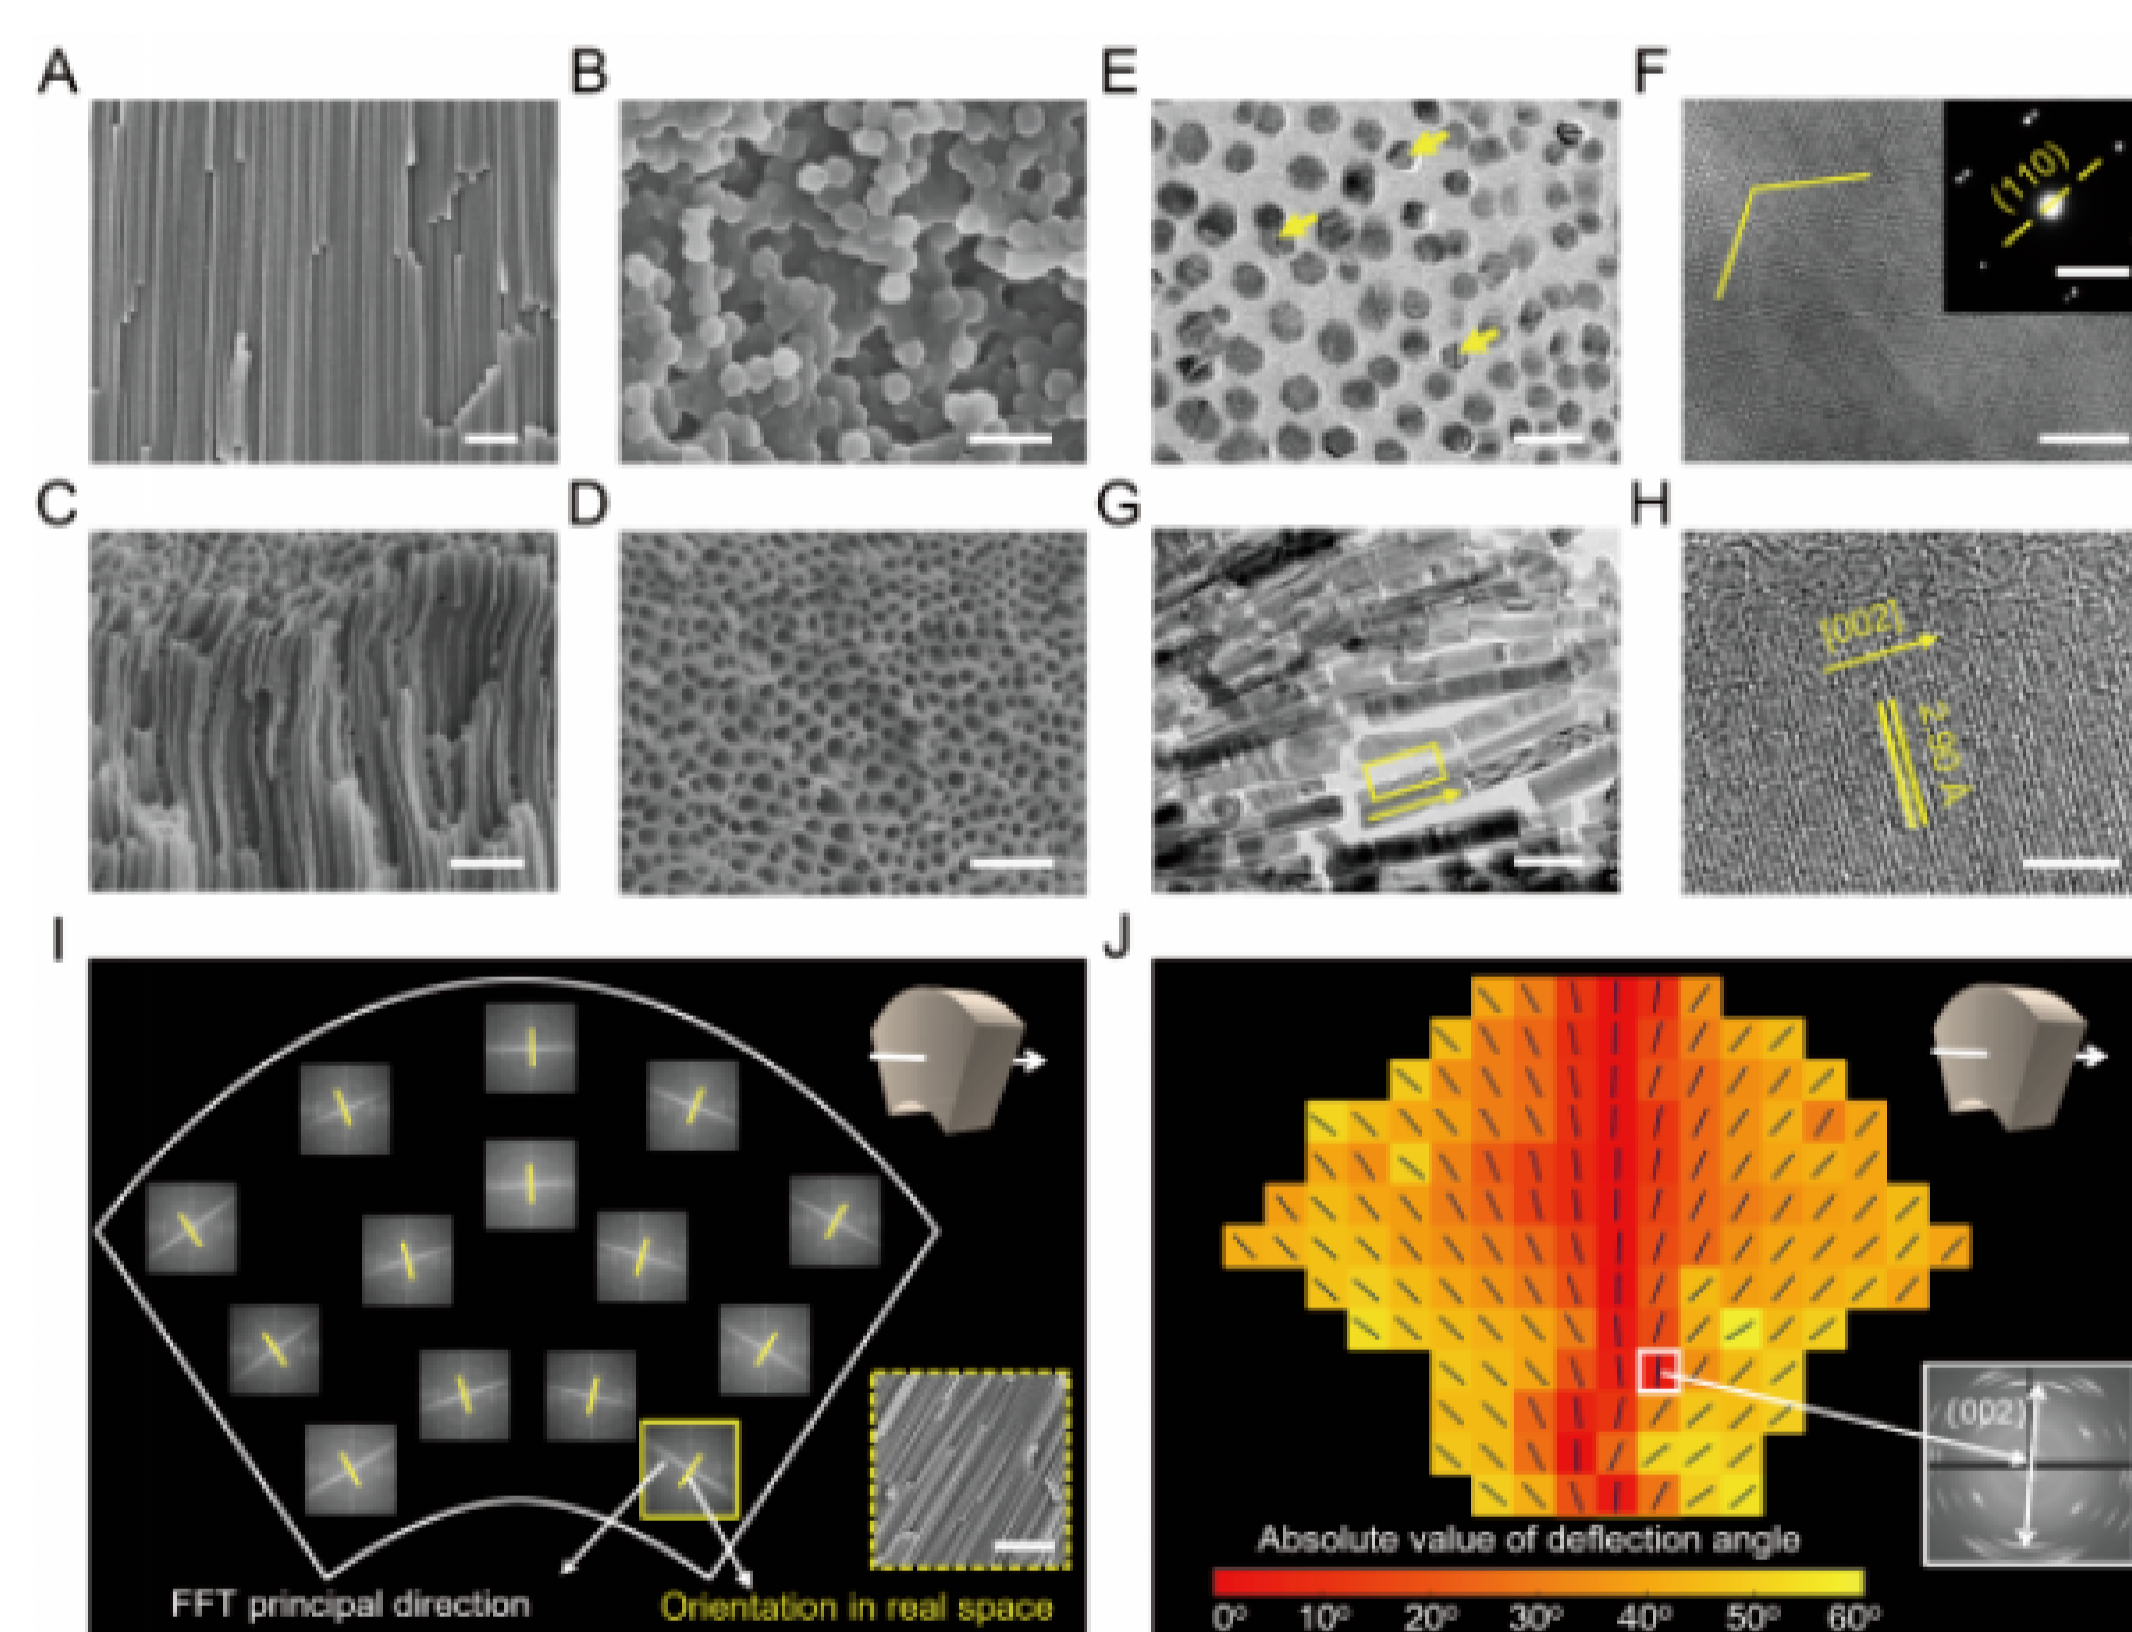 A
B
E
F
(110)
C
D
G
H
[002]
2.90 Å
I
J
(002)
FFT principal direction
Orientation in real space
Absolute value of deflection angle
0° 10° 20° 30° 40° 50° 60°